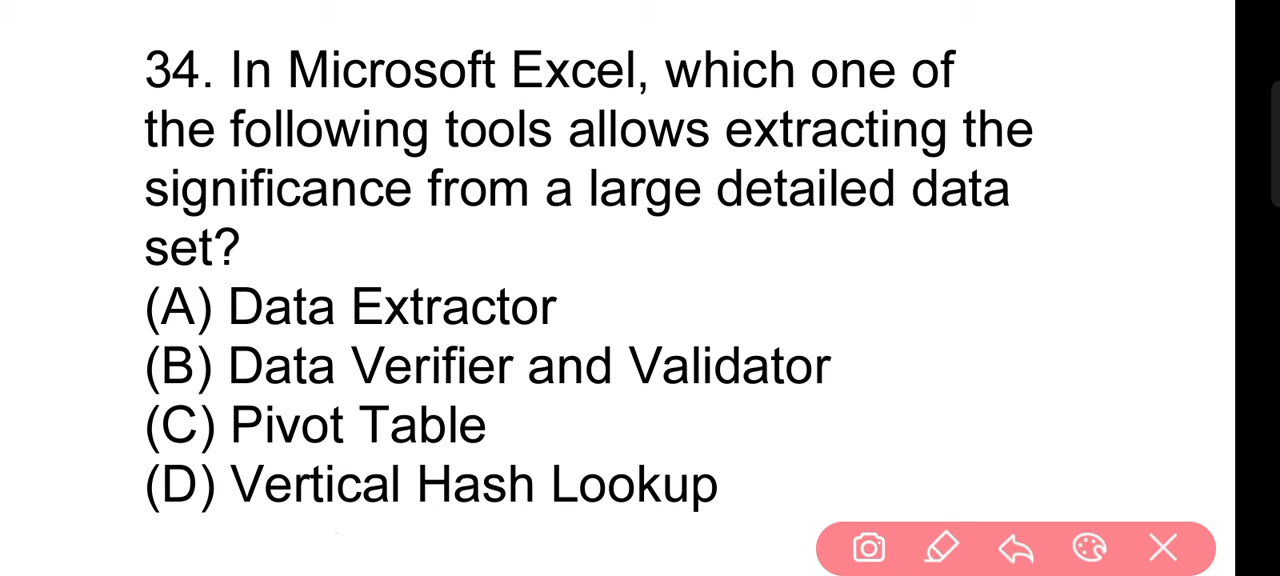 34. In Microsoft Excel, which one of
the following tools allows extracting the
significance from a large detailed data
set?
(A) Data Extractor
(B) Data Verifier and Validator
(C) Pivot Table
(D) Vertical Hash Lookup